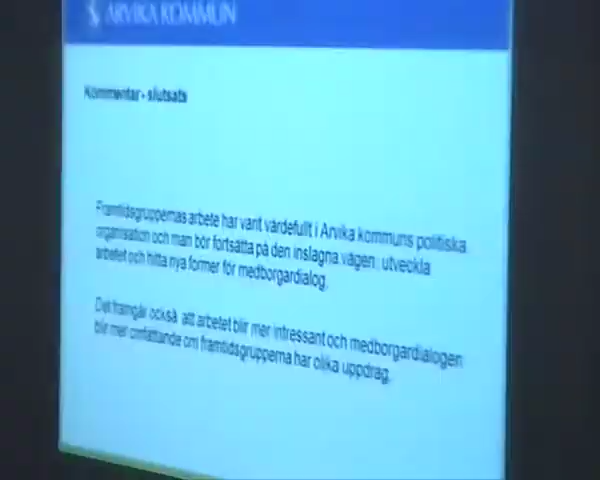 ARVIKA KOMMUN
Kommentar - slutsats
Framtidsgruppernas arbete har varit värdefullt i Arvika kommuns politiska
organisation och man bör fortsätta på den inslagna vägen: utveckla
arbetet och hitta nya former för medborgardialog.
Det framgår också att arbetet blir mer intressant och medborgardialogen
blir mer omfattande om framtidsgrupperna har olika uppdrag.